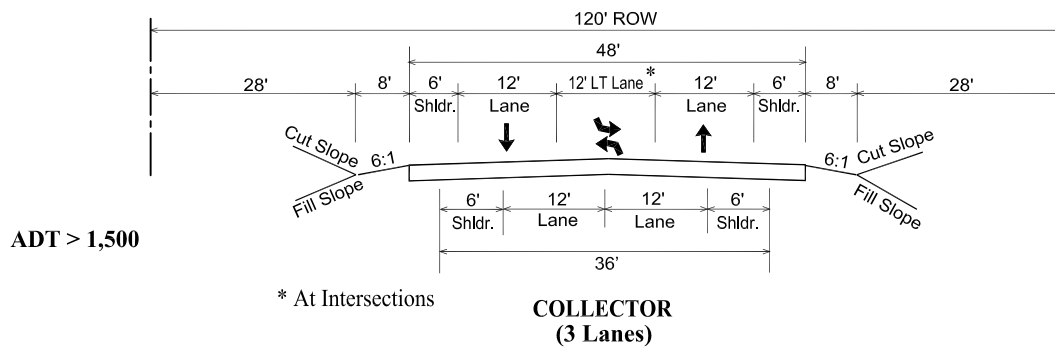 120' ROW
48'
28' 8' 6' 12' 12' LT Lane * 12' 6' 8' 28'
Shldr. Lane Lane Shldr.
Cut Slope 6:1 6:1 Cut Slope
Fill Slope Fill Slope
6' 12' 12' 6'
Shldr. Lane Lane Shldr.
ADT > 1,500
36'
* At Intersections
COLLECTOR
(3 Lanes)